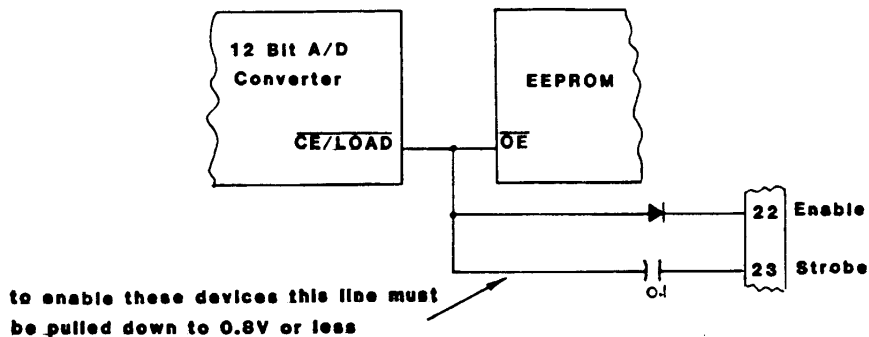 12 Bit A/D
Converter
EEPROM
CE/LOAD
OE
22 Enable
23 Strobe
0.1
to enable these devices this line must
be pulled down to 0.8V or less